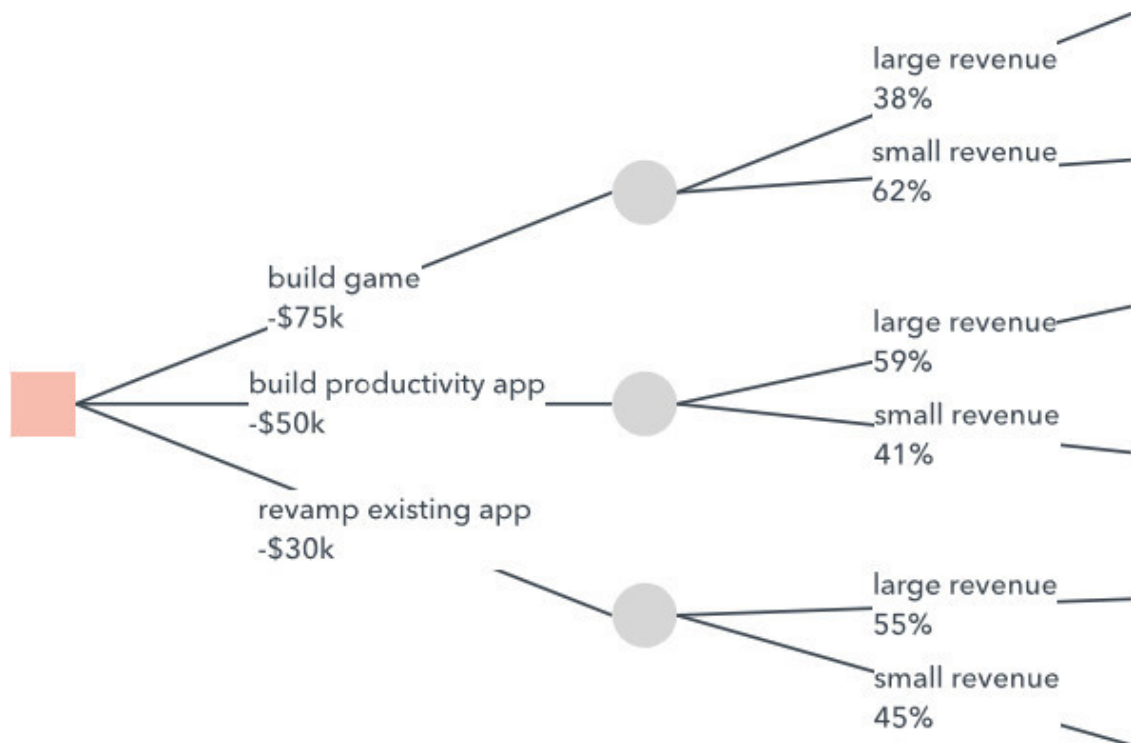 large revenue
38%
small revenue
62%
build game
-$75k
large revenue
59%
build productivity app
-$50k
small revenue
41%
revamp existing app
-$30k
large revenue
55%
small revenue
45%